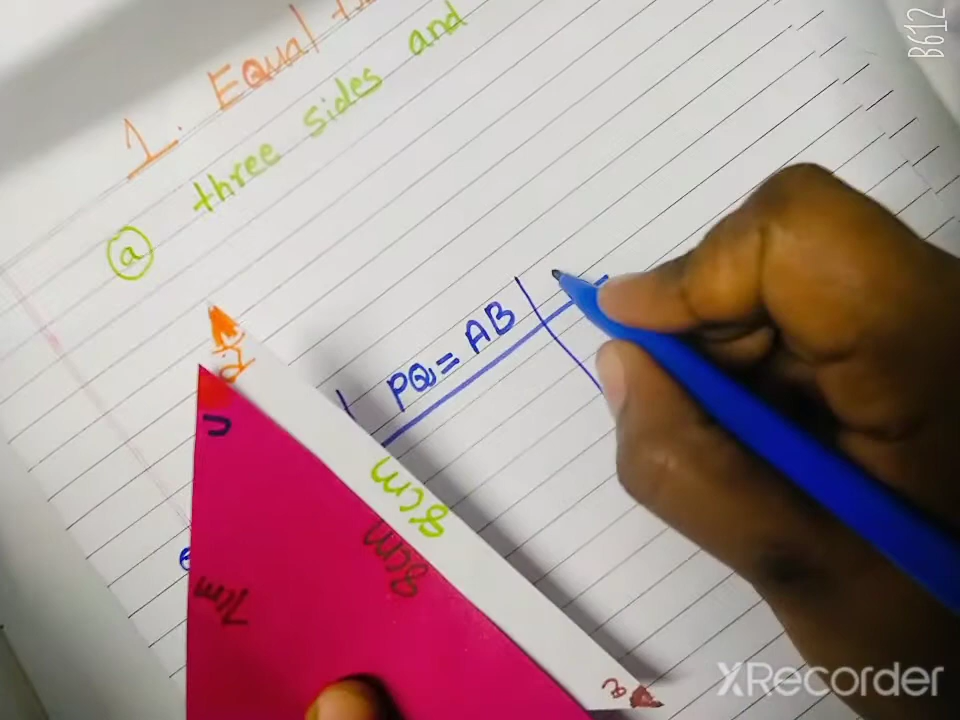 B612
1. Equal
three sides and
a
PQ = AB
8cm
8cm
7cm
XRecorder